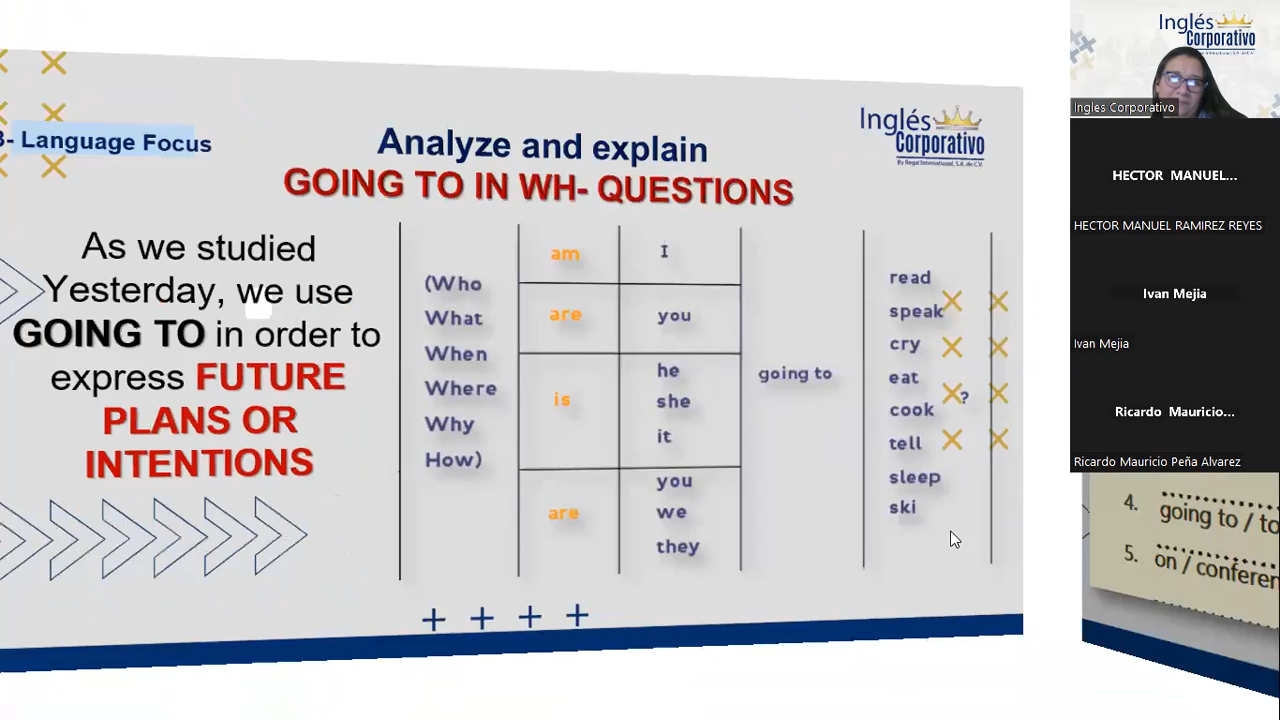 3- Language Focus
Analyze and explain
GOING TO IN WH- QUESTIONS
Inglés
Corporativo
By Regal International, S.A. de C.V.
As we studied
Yesterday, we use
GOING TO in order to
express FUTURE
PLANS OR
INTENTIONS
(Who
What
When
Where
Why
How)
am
are
is
are
I
you
he
she
it
you
we
they
going to
read
speak
cry
eat
cook
tell
sleep
ski
?
Inglés
Corporativo
Ingles Corporativo
HECTOR MANUEL...
HECTOR MANUEL RAMIREZ REYES
Ivan Mejia
Ivan Mejia
Ricardo Mauricio...
Ricardo Mauricio Peña Alvarez
4. going to / to
5. on / conferen